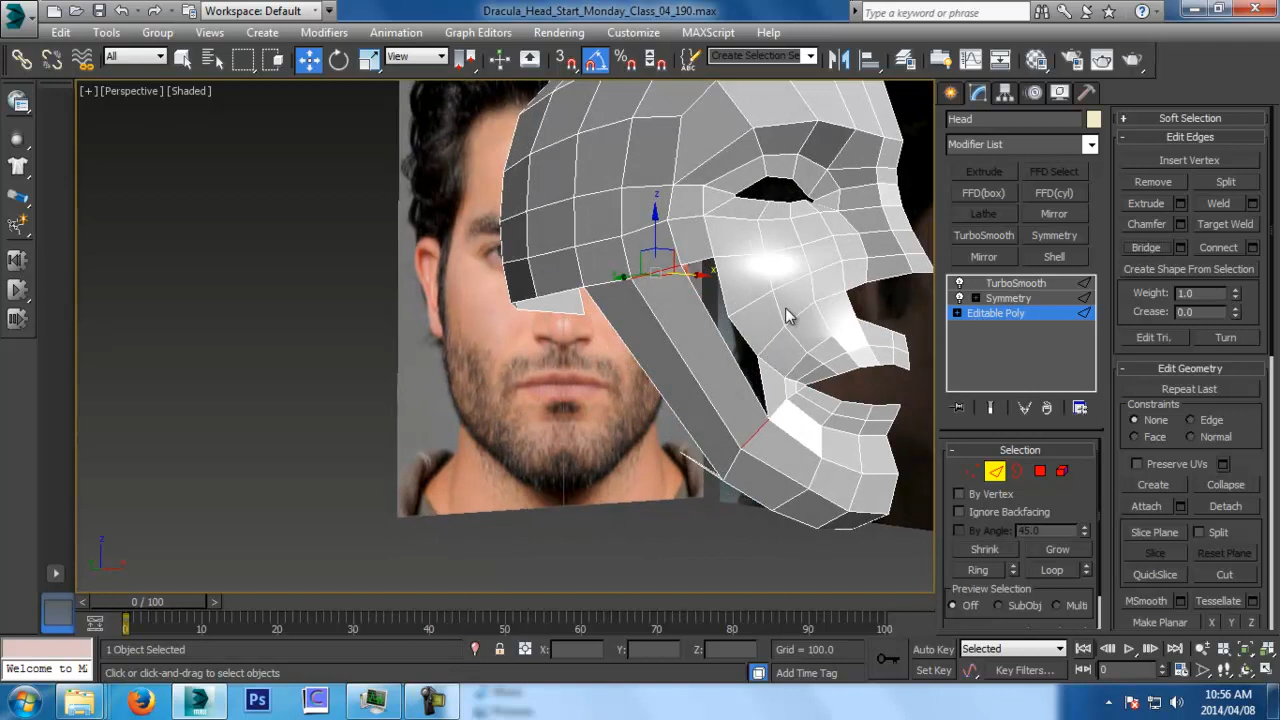 Workspace: Default
Dracula_Head_Start_Monday_Class_04_190.max
Type a keyword or phrase
Edit Tools Group Views Create Modifiers Animation Graph Editors Rendering Customize MAXScript Help
All
View
3
Create Selection Se
[+] [Perspective] [Shaded]
Head
Modifier List
Extrude FFD Select
FFD(box) FFD(cyl)
Lathe Mirror
TurboSmooth Symmetry
Mirror Shell
TurboSmooth
Symmetry
Editable Poly
Selection
By Vertex
Ignore Backfacing
By Angle: 45.0
Shrink Grow
Ring Loop
Preview Selection
Off SubObj Multi
Soft Selection
Edit Edges
Insert Vertex
Remove Split
Extrude Weld
Chamfer Target Weld
Bridge Connect
Create Shape From Selection
Weight: 1.0
Crease: 0.0
Edit Tri. Turn
Edit Geometry
Repeat Last
Constraints
None Edge
Face Normal
Preserve UVs
Create Collapse
Attach Detach
Slice Plane Split
Slice Reset Plane
QuickSlice Cut
MSmooth Tessellate
Make Planar X Y Z
z
x
z
0 / 100
0 10 20 30 40 50 60 70 80 90 100
1 Object Selected
X: Y: Z: Grid = 100.0
Auto Key Selected
Welcome to M
Click or click-and-drag to select objects
Add Time Tag
Set Key Key Filters...
0
10:56 AM
2014/04/08